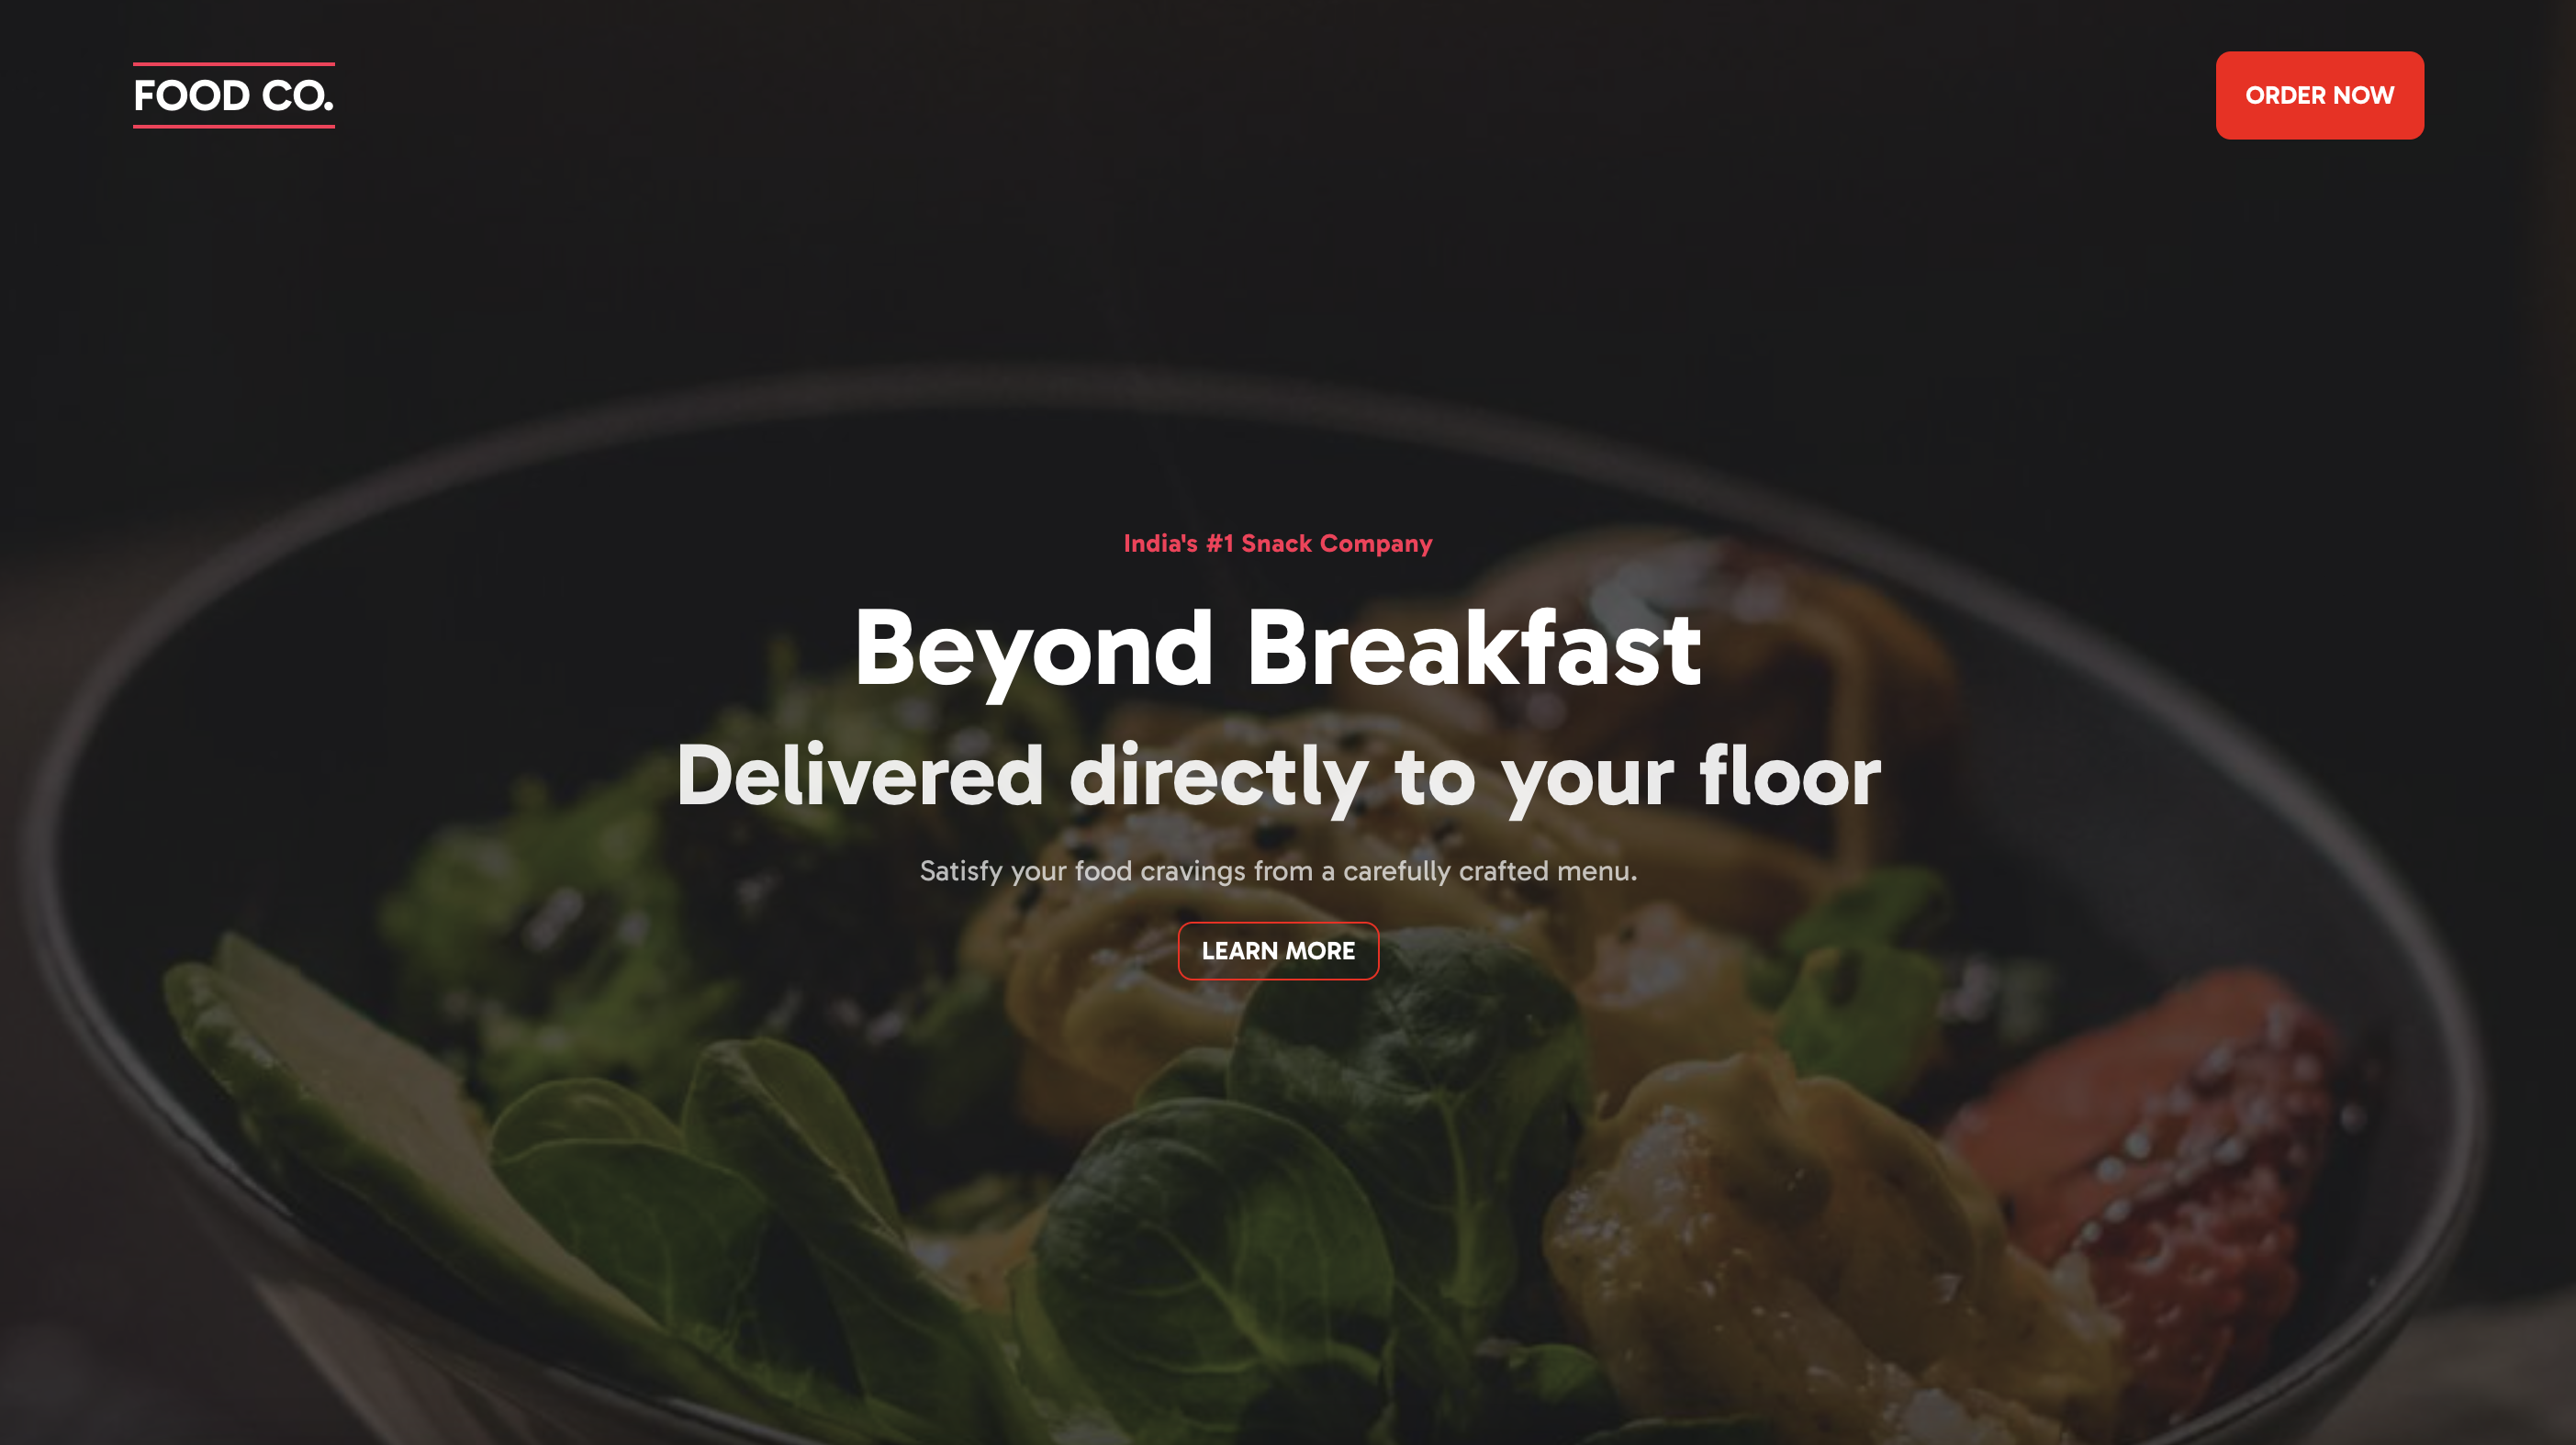 FOOD CO.
ORDER NOW
India's #1 Snack Company
Beyond Breakfast
Delivered directly to your floor
Satisfy your food cravings from a carefully crafted menu.
LEARN MORE